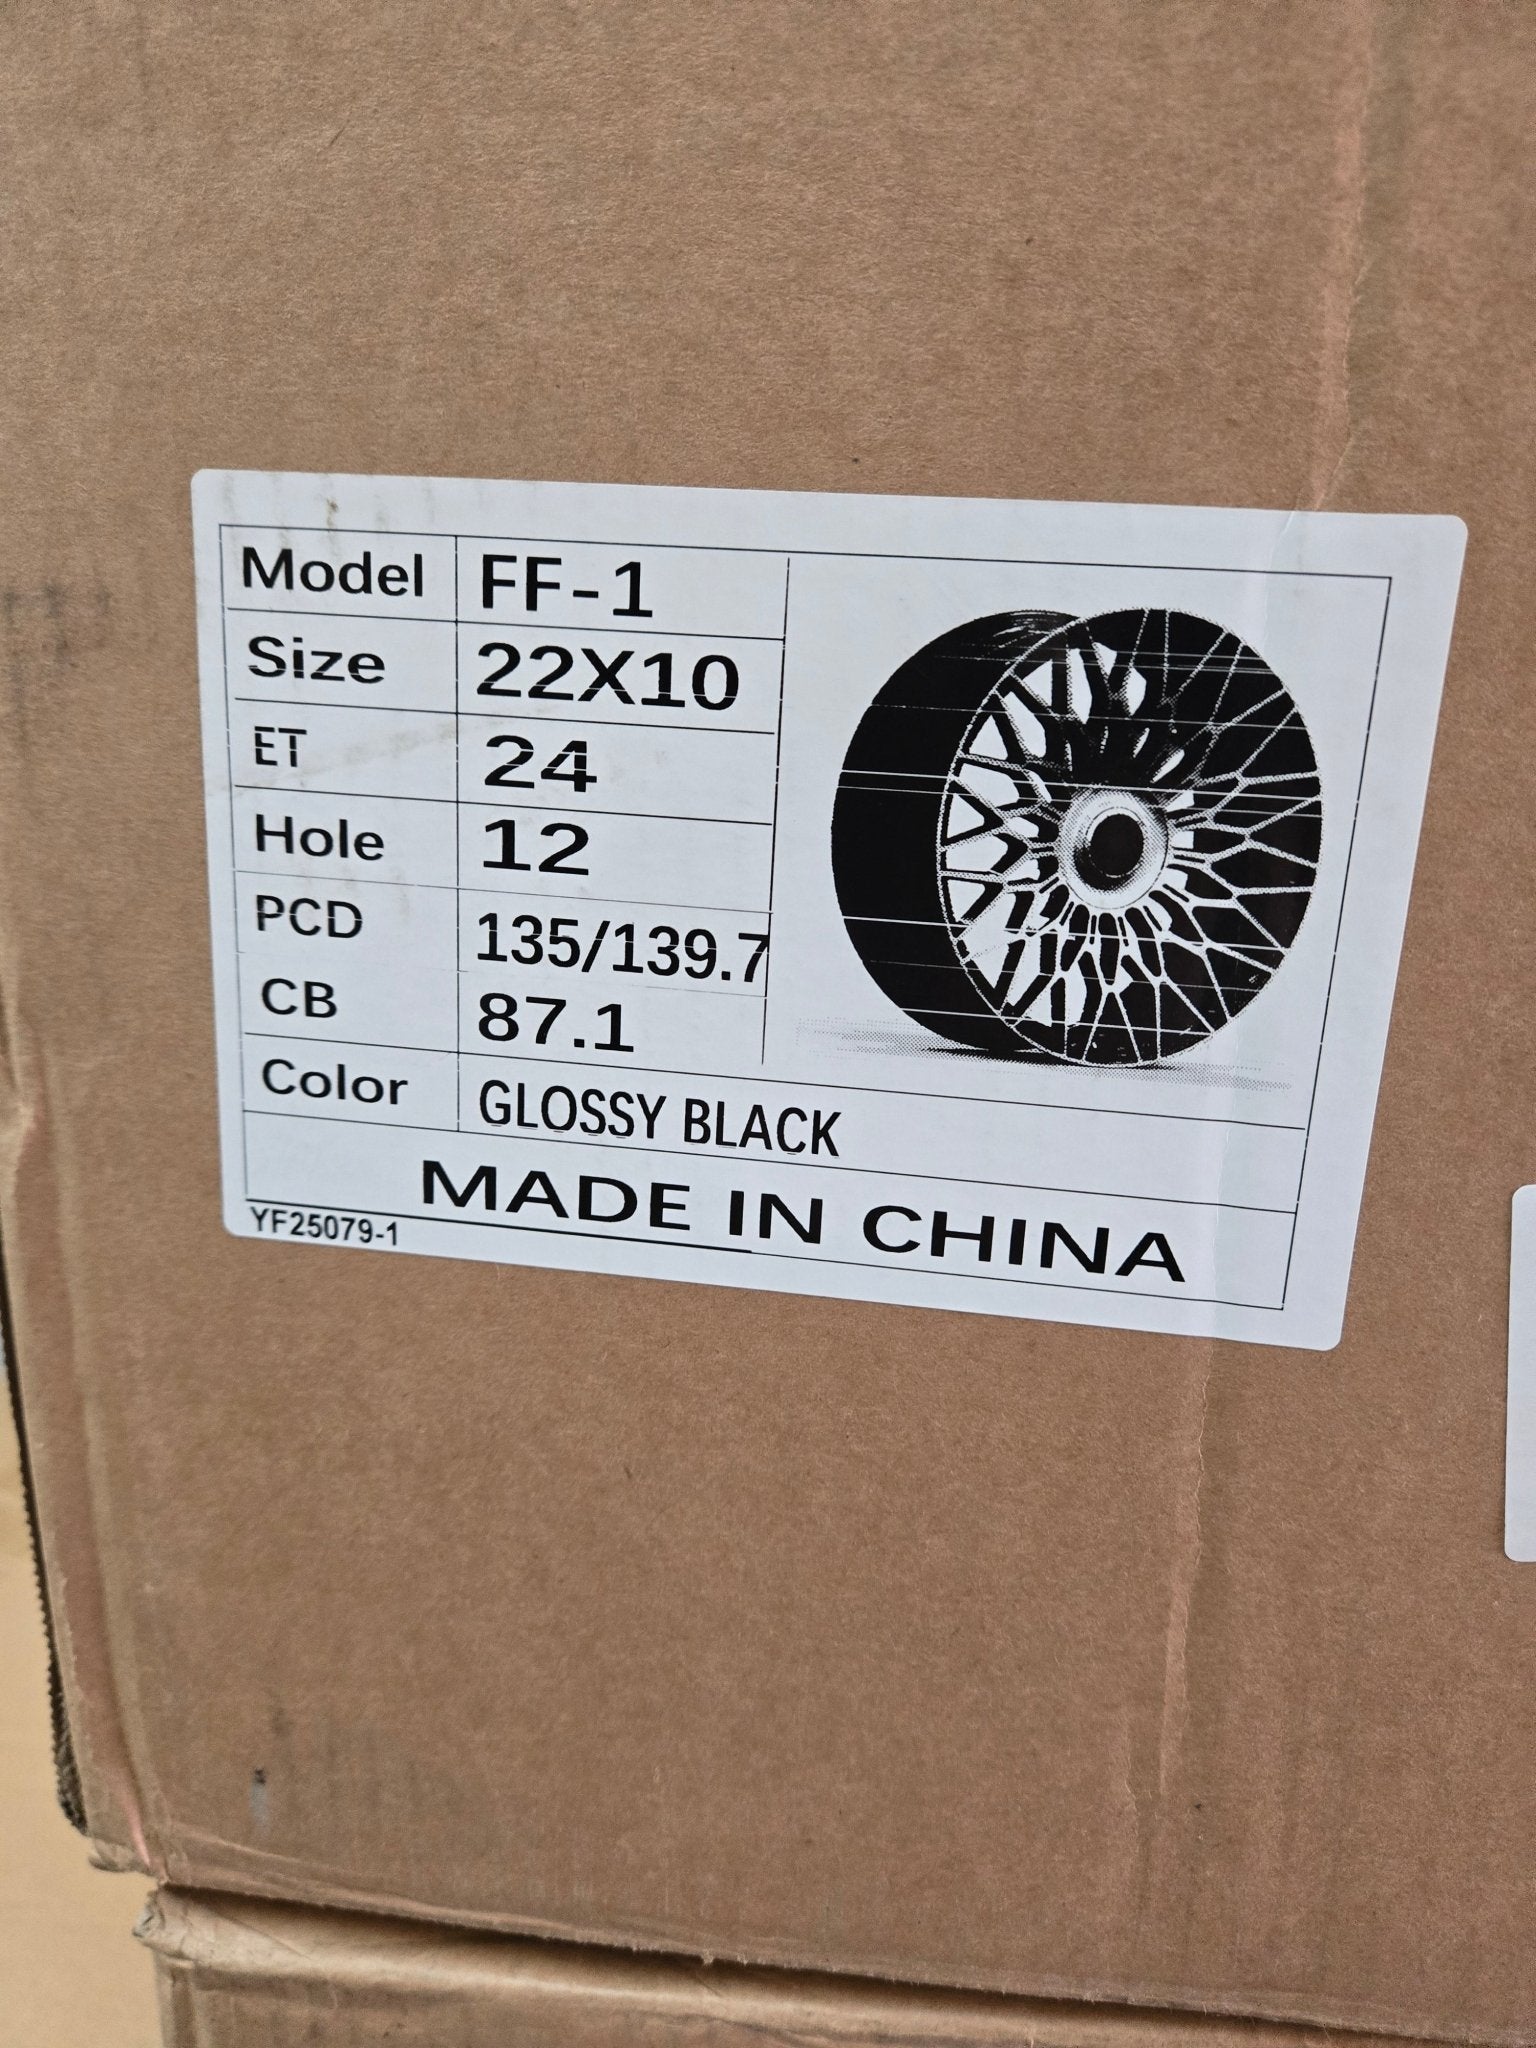 Model FF-1
Size 22X10
ET 24
Hole 12
PCD 135/139.7
CB 87.1
Color GLOSSY BLACK
MADE IN CHINA
YF25079-1